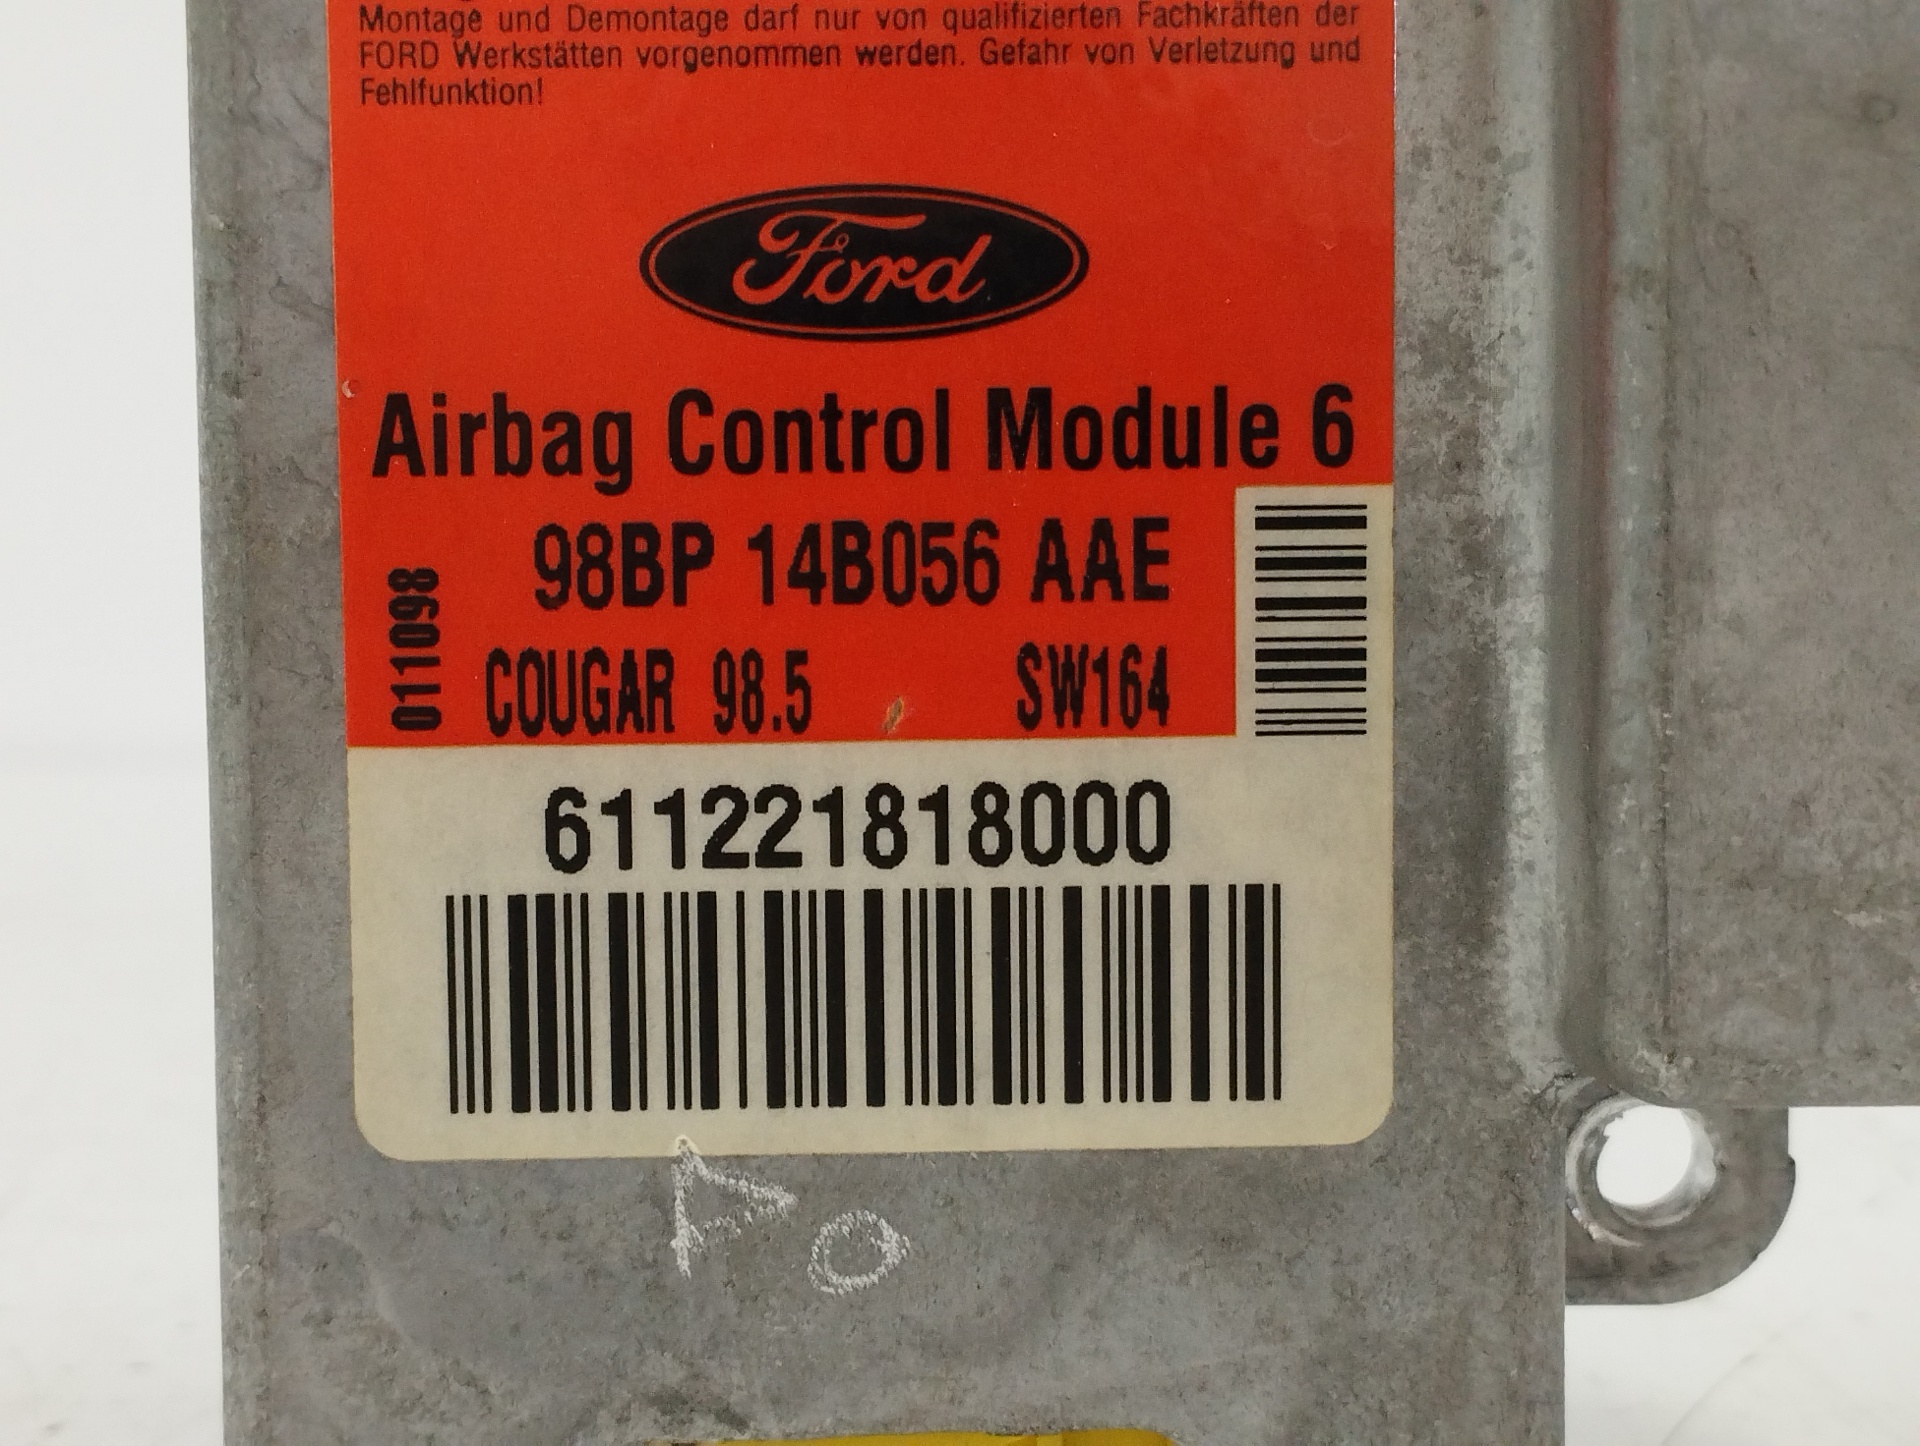 Montage und Demontage darf nur von qualifizierten Fachkräften der
FORD Werkstätten vorgenommen werden. Gefahr von Verletzung und
Fehlfunktion!
Ford
Airbag Control Module 6
98BP 14B056 AAE
011098
COUGAR 98.5 SW164
611221818000